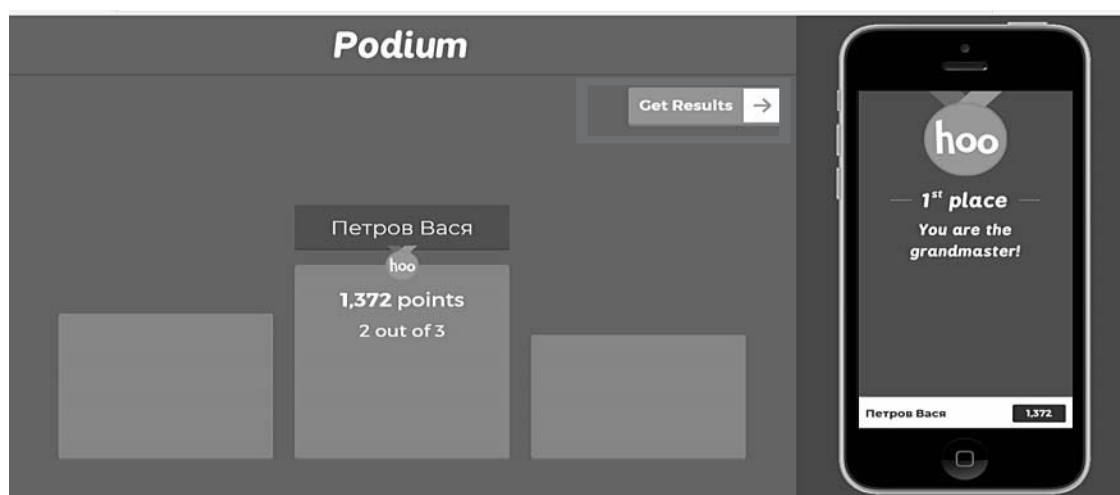 Podium
Get Results
Петров Вася
hoo
1,372 points
2 out of 3
hoo
1st place
You are the
grandmaster!
Петров Вася 1,372